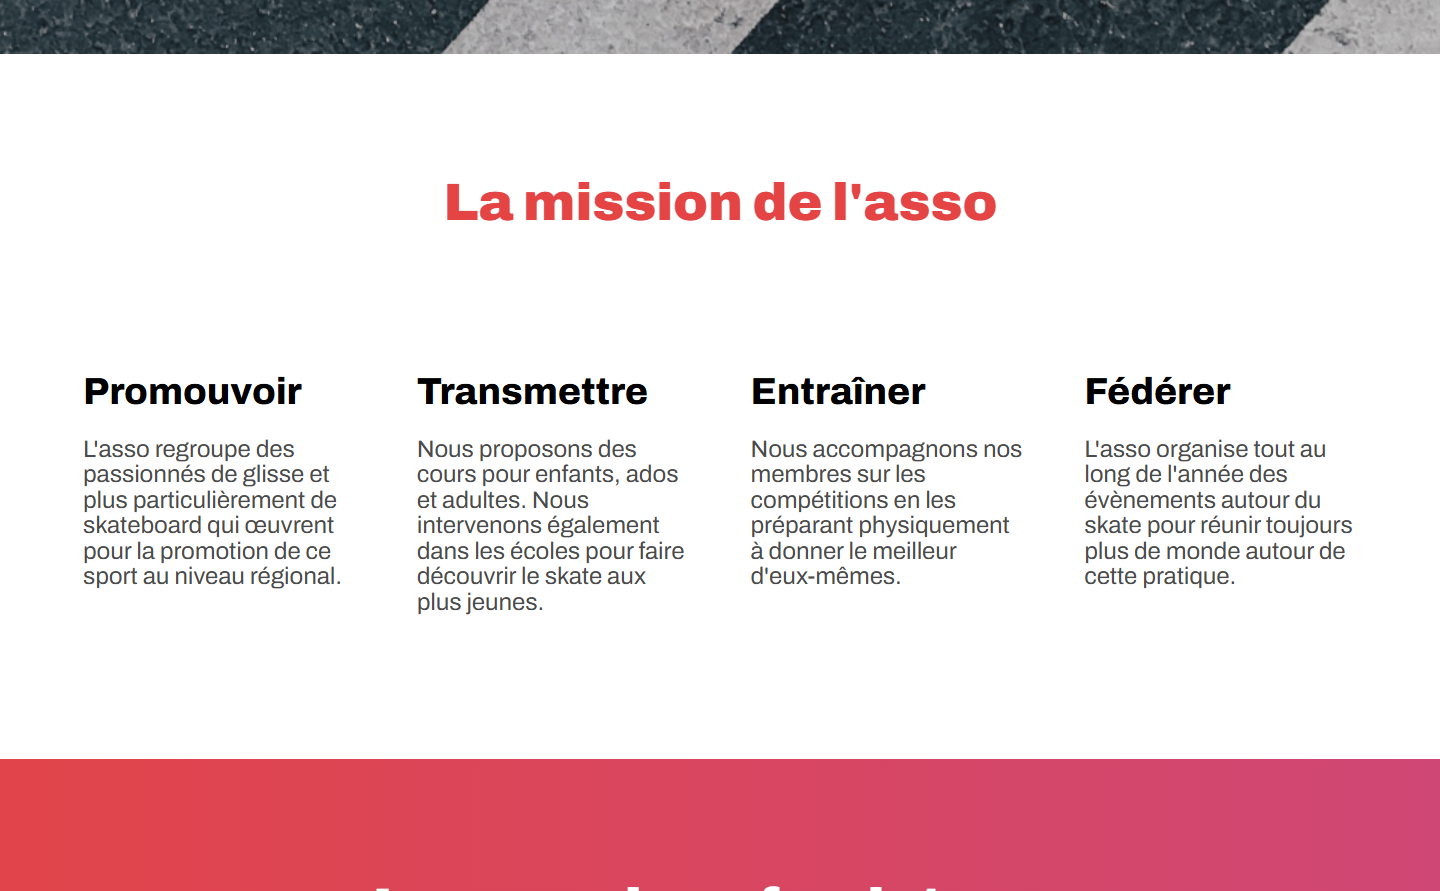 La mission de l'asso
Promouvoir
L'asso regroupe des
passionnés de glisse et
plus particulièrement de
skateboard qui œuvrent
pour la promotion de ce
sport au niveau régional.
Transmettre
Nous proposons des
cours pour enfants, ados
et adultes. Nous
intervenons également
dans les écoles pour faire
découvrir le skate aux
plus jeunes.
Entraîner
Nous accompagnons nos
membres sur les
compétitions en les
préparant physiquement
à donner le meilleur
d'eux-mêmes.
Fédérer
L'asso organise tout au
long de l'année des
évènements autour du
skate pour réunir toujours
plus de monde autour de
cette pratique.